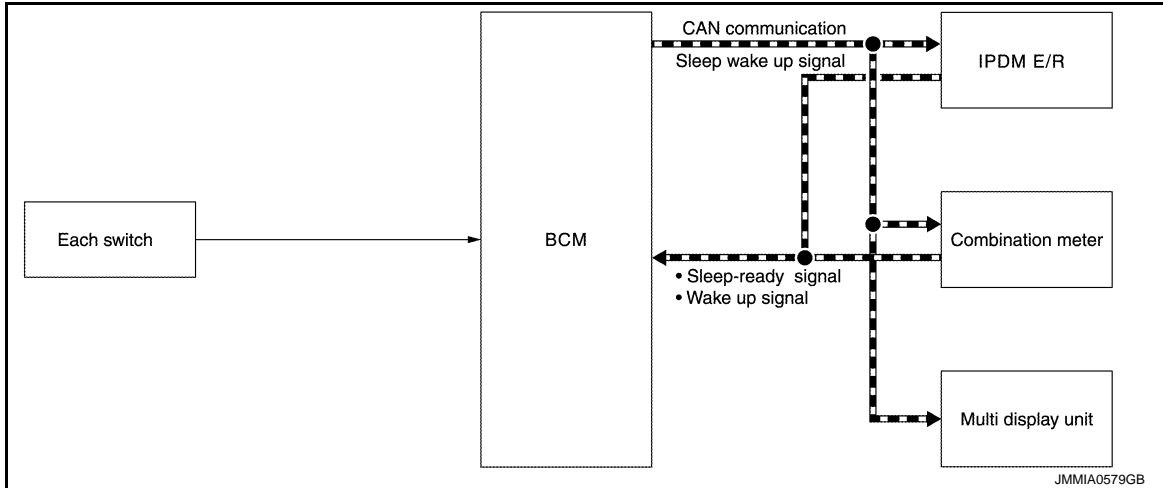 CAN communication
Sleep wake up signal
IPDM E/R
Each switch
BCM
Combination meter
• Sleep-ready signal
• Wake up signal
Multi display unit
JMMIA0579GB